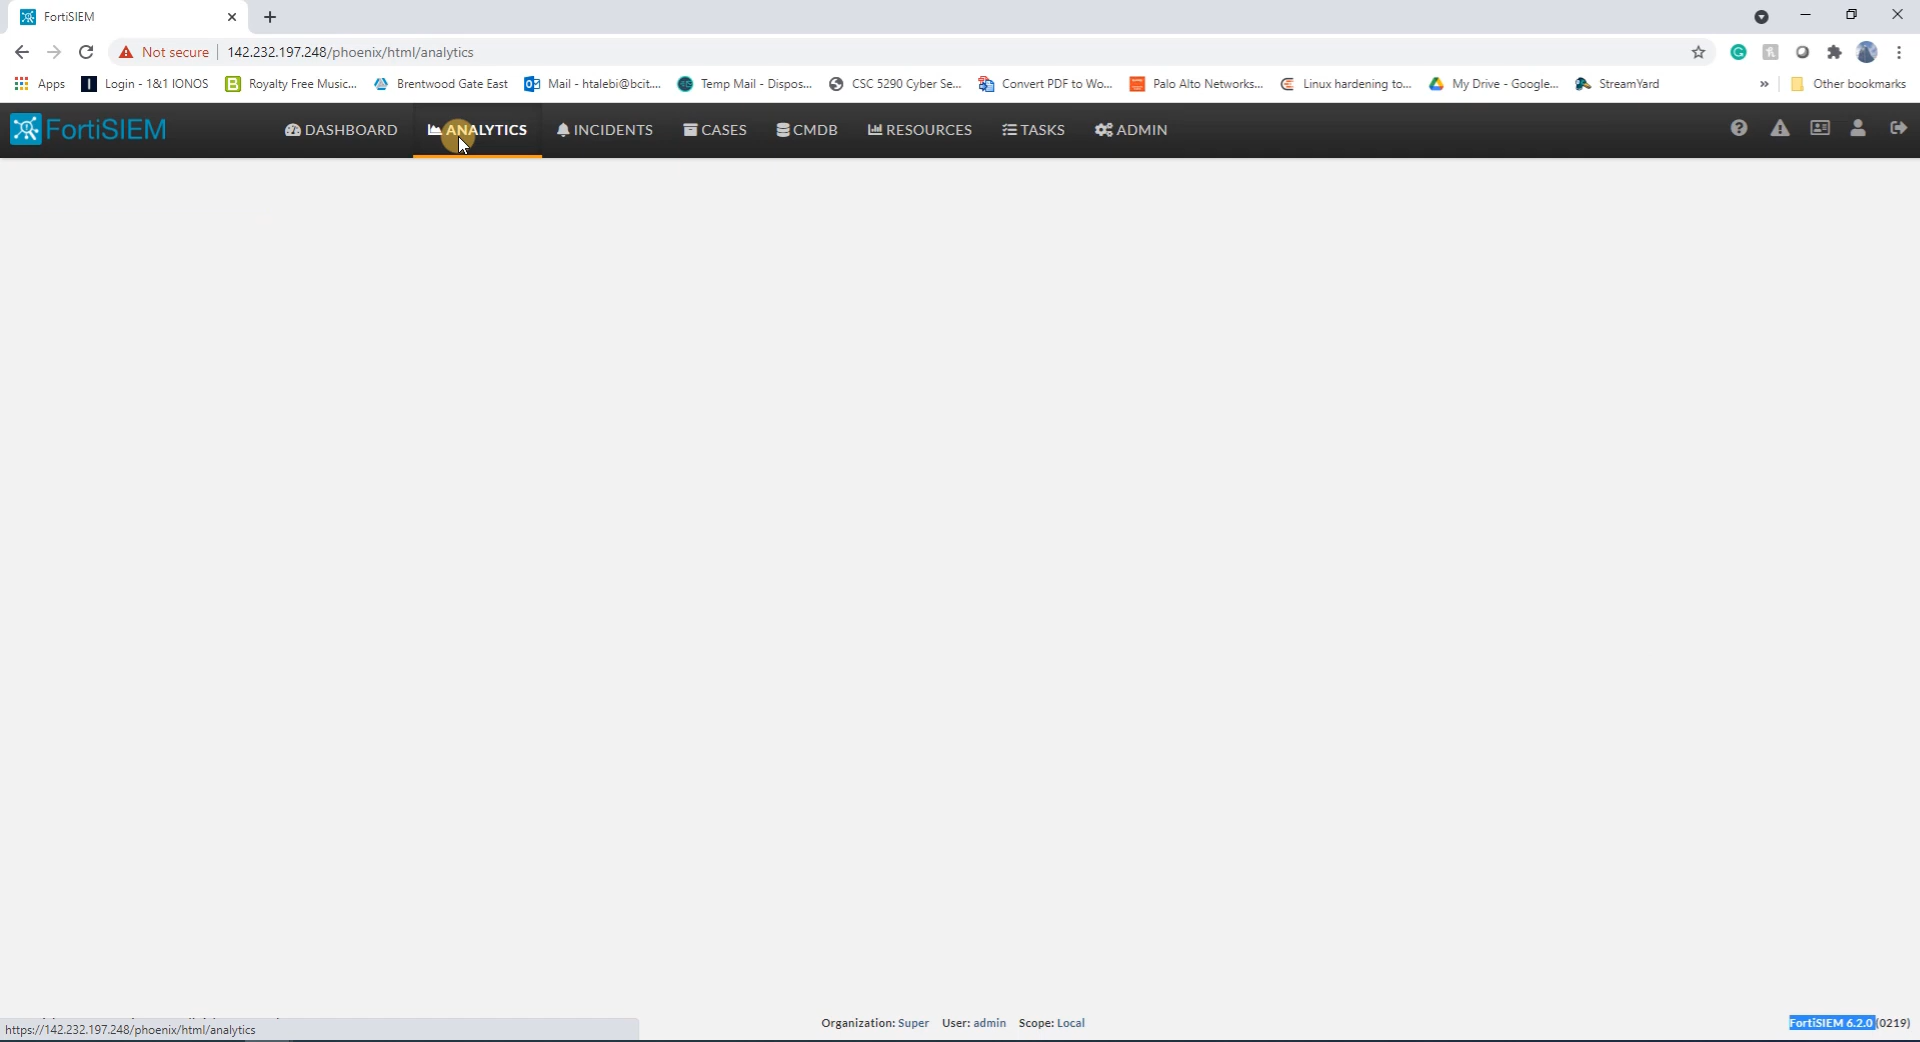 FortiSIEM
Not secure 142.232.197.248/phoenix/html/analytics
Apps Login - 1&1 IONOS Royalty Free Music... Brentwood Gate East Mail - htalebi@bcit.... Temp Mail - Dispos... CSC 5290 Cyber Se... Convert PDF to Wo... Palo Alto Networks... Linux hardening to... My Drive - Google... StreamYard » Other bookmarks
FortiSIEM DASHBOARD ANALYTICS INCIDENTS CASES CMDB RESOURCES TASKS ADMIN
https://142.232.197.248/phoenix/html/analytics Organization: Super User: admin Scope: Local FortiSIEM 6.2.0 (0219)